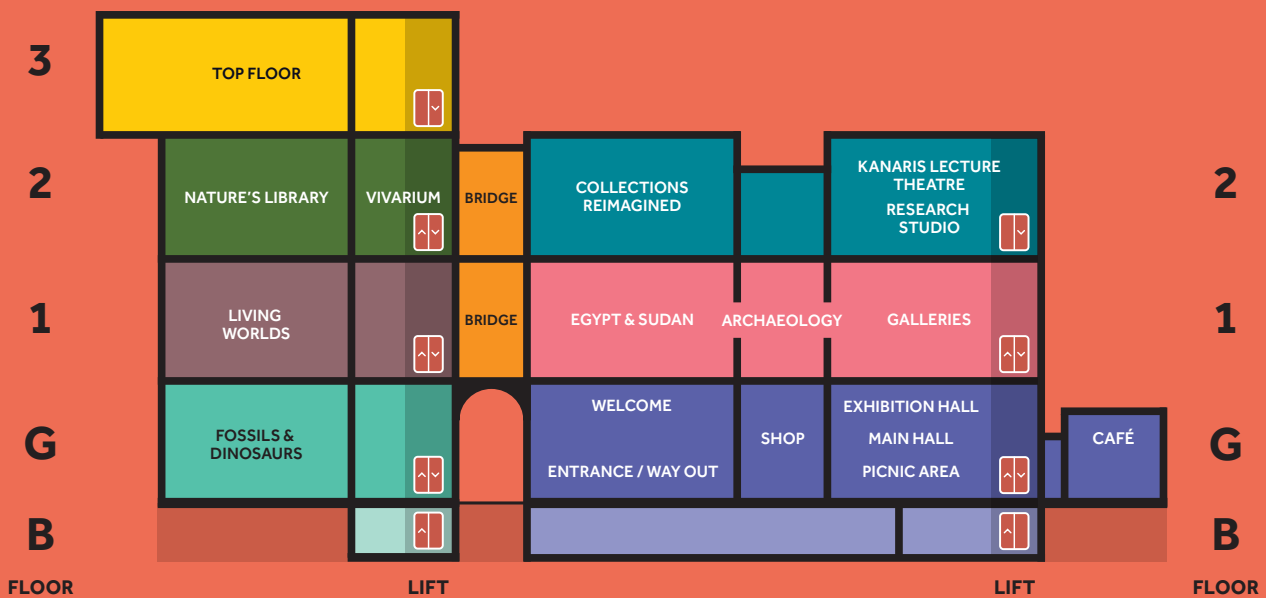 3
TOP FLOOR
2
NATURE'S LIBRARY
VIVARIUM
BRIDGE
COLLECTIONS
REIMAGINED
KANARIS LECTURE
THEATRE
RESEARCH
STUDIO
2
1
LIVING
WORLDS
BRIDGE
EGYPT & SUDAN
ARCHAEOLOGY
GALLERIES
1
G
FOSSILS &
DINOSAURS
WELCOME
ENTRANCE / WAY OUT
SHOP
EXHIBITION HALL
MAIN HALL
PICNIC AREA
CAFÉ
G
B
B
FLOOR
LIFT
LIFT
FLOOR